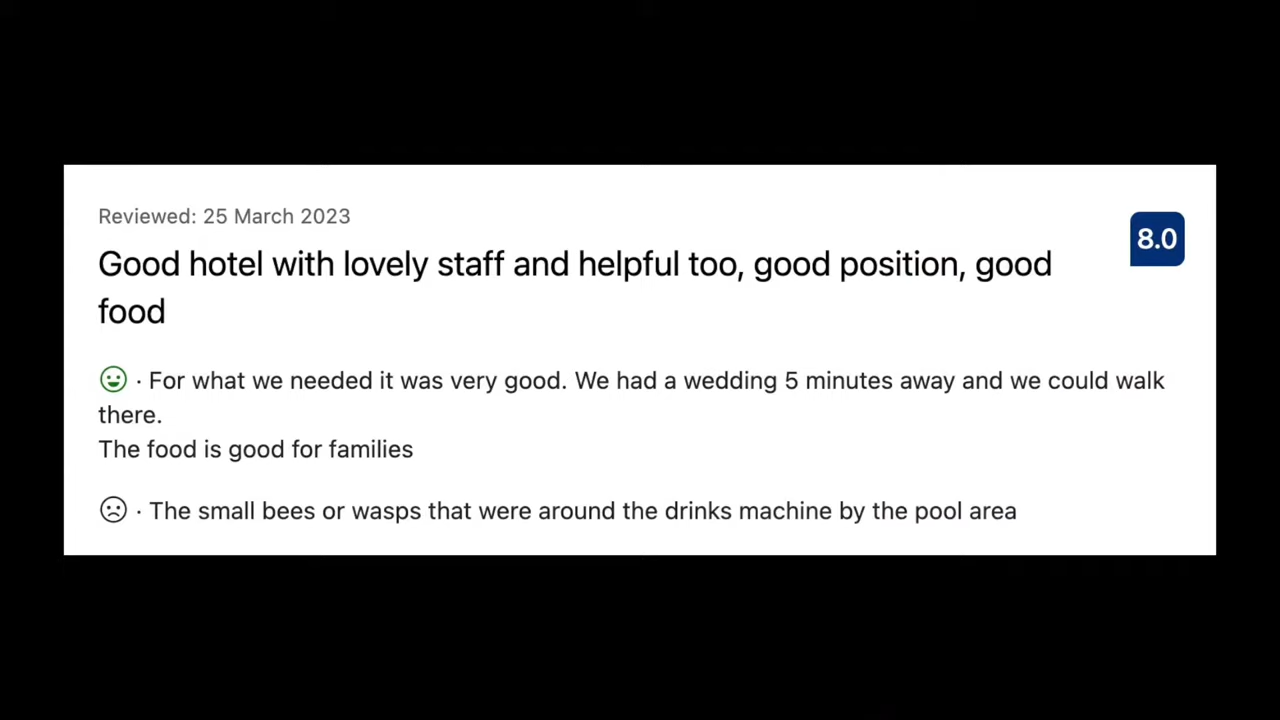 Reviewed: 25 March 2023
8.0
Good hotel with lovely staff and helpful too, good position, good
food
· For what we needed it was very good. We had a wedding 5 minutes away and we could walk
there.
The food is good for families
· The small bees or wasps that were around the drinks machine by the pool area